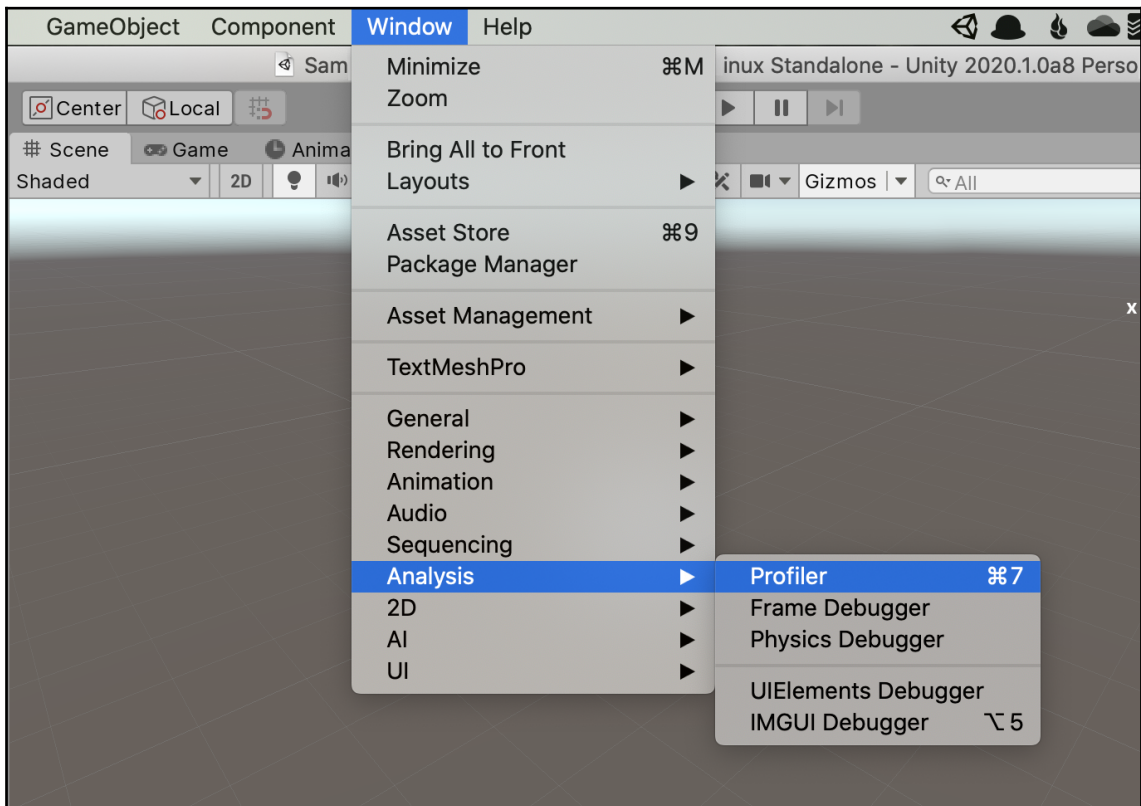 GameObject Component Window Help
Sam inux Standalone - Unity 2020.1.0a8 Perso
Center Local
# Scene Game Anima
Shaded 2D Gizmos All
Minimize ⌘M
Zoom
Bring All to Front
Layouts
Asset Store ⌘9
Package Manager
Asset Management
x
TextMeshPro
General
Rendering
Animation
Audio
Sequencing
Analysis
2D
AI
UI
Profiler ⌘7
Frame Debugger
Physics Debugger
UIElements Debugger
IMGUI Debugger ⌥5